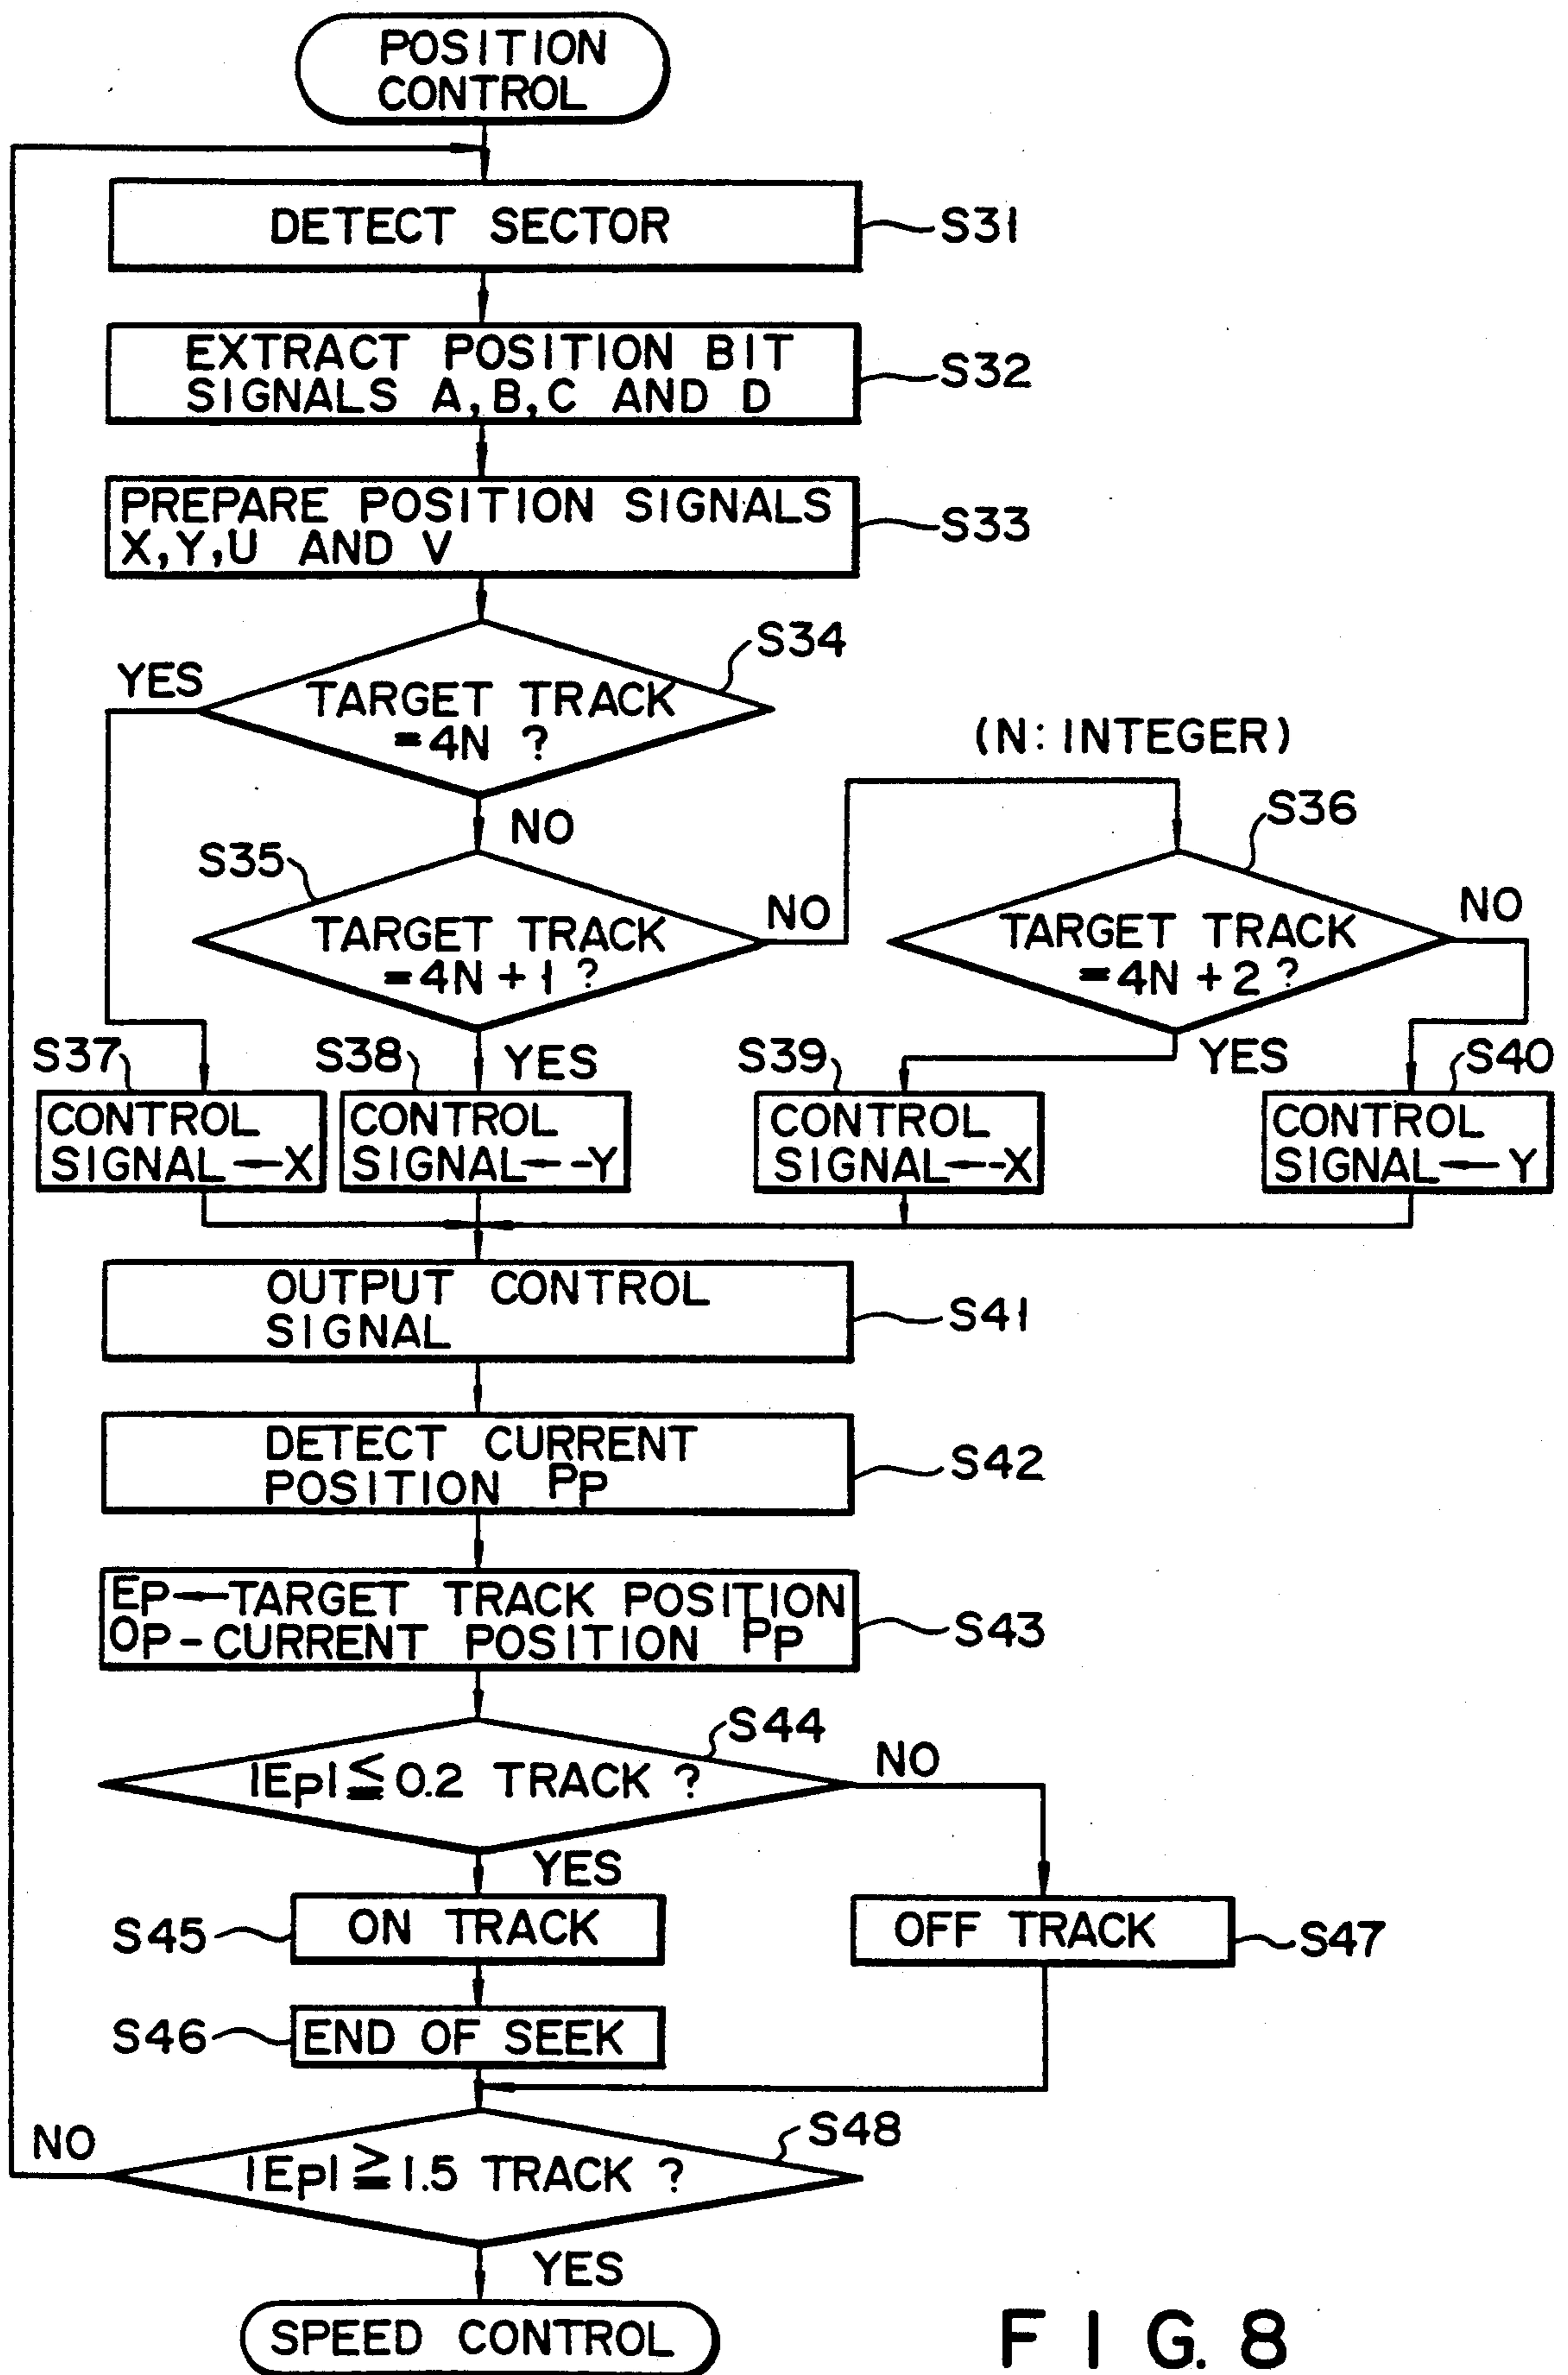 POSITION
CONTROL
DETECT SECTOR
S31
EXTRACT POSITION BIT
SIGNALS A,B,C AND D
S32
PREPARE POSITION SIGNALS
X,Y,U AND V
S33
S34
YES
TARGET TRACK
=4N ?
(N: INTEGER)
NO
S36
S35
NO
NO
TARGET TRACK
=4N+1 ?
TARGET TRACK
=4N+2 ?
S37
S38
YES
S39
YES
S40
CONTROL
SIGNAL←X
CONTROL
SIGNAL←-Y
CONTROL
SIGNAL←-X
CONTROL
SIGNAL←Y
OUTPUT CONTROL
SIGNAL
S41
DETECT CURRENT
POSITION PP
S42
EP←TARGET TRACK POSITION
OP-CURRENT POSITION PP
S43
S44
NO
|EP|≦0.2 TRACK ?
YES
S45
ON TRACK
OFF TRACK
S47
S46
END OF SEEK
S48
NO
|EP|≧1.5 TRACK ?
YES
SPEED CONTROL
FIG. 8